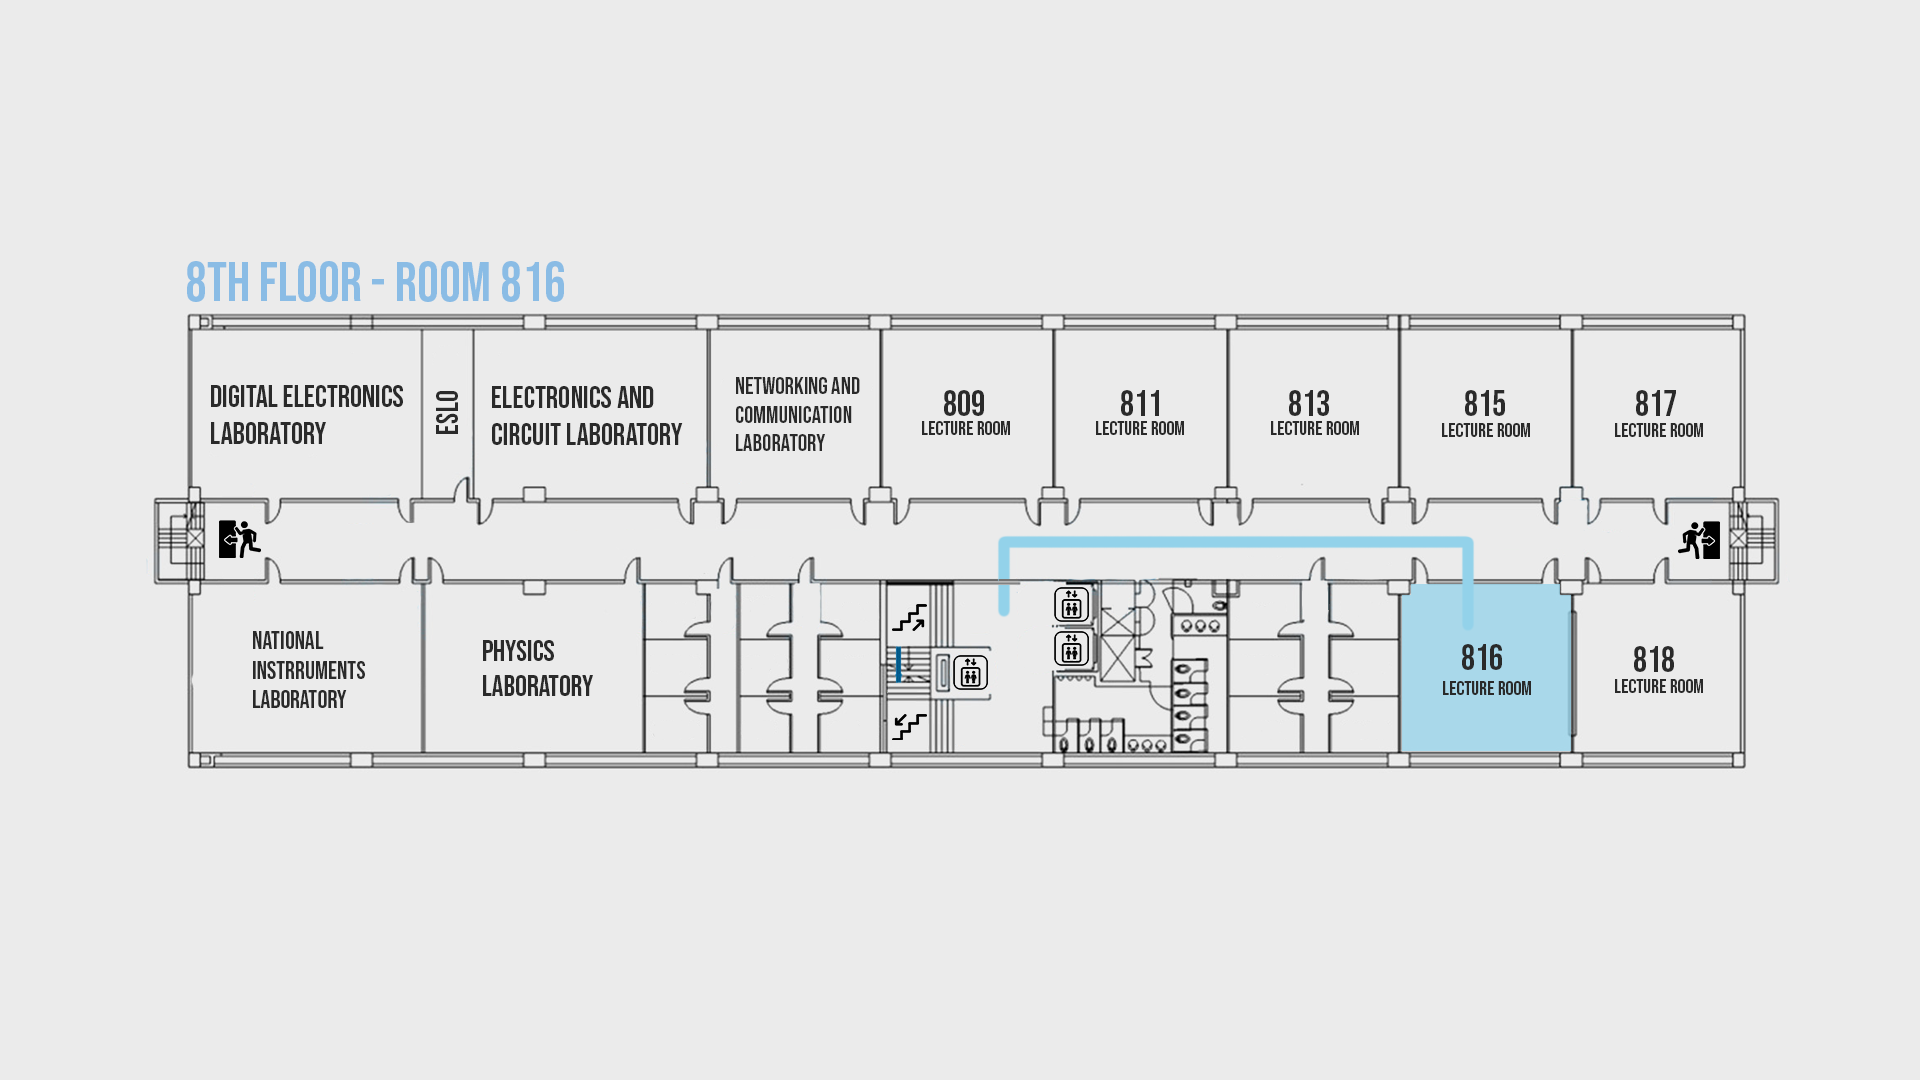 8TH FLOOR - ROOM 816
DIGITAL ELECTRONICS
LABORATORY
ESLO
ELECTRONICS AND
CIRCUIT LABORATORY
NETWORKING AND
COMMUNICATION
LABORATORY
809
LECTURE ROOM
811
LECTURE ROOM
813
LECTURE ROOM
815
LECTURE ROOM
817
LECTURE ROOM
NATIONAL
INSTRRUMENTS
LABORATORY
PHYSICS
LABORATORY
816
LECTURE ROOM
818
LECTURE ROOM